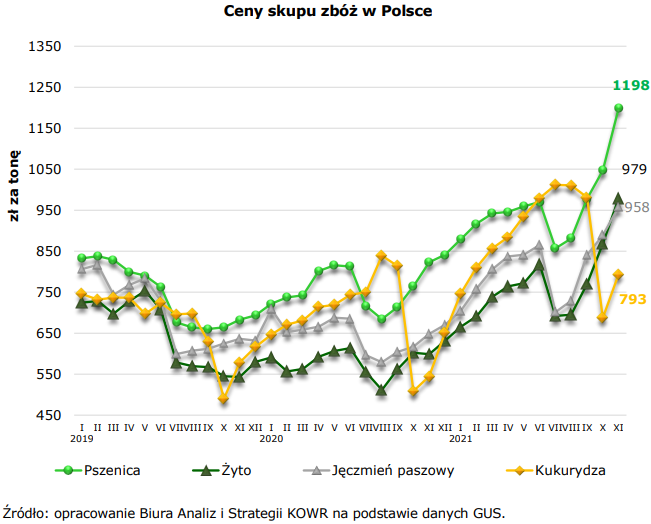 Ceny skupu zbóż w Polsce
zł za tonę
1350
1250
1150
1050
950
850
750
650
550
450
1198
979
958
793
I II III IV V VI VII VIII IX X XI XII I II III IV V VI VII VIII IX X XI XII I II III IV V VI VII VIII IX X XI
2019 2020 2021
Pszenica Żyto Jęczmień paszowy Kukurydza
Źródło: opracowanie Biura Analiz i Strategii KOWR na podstawie danych GUS.